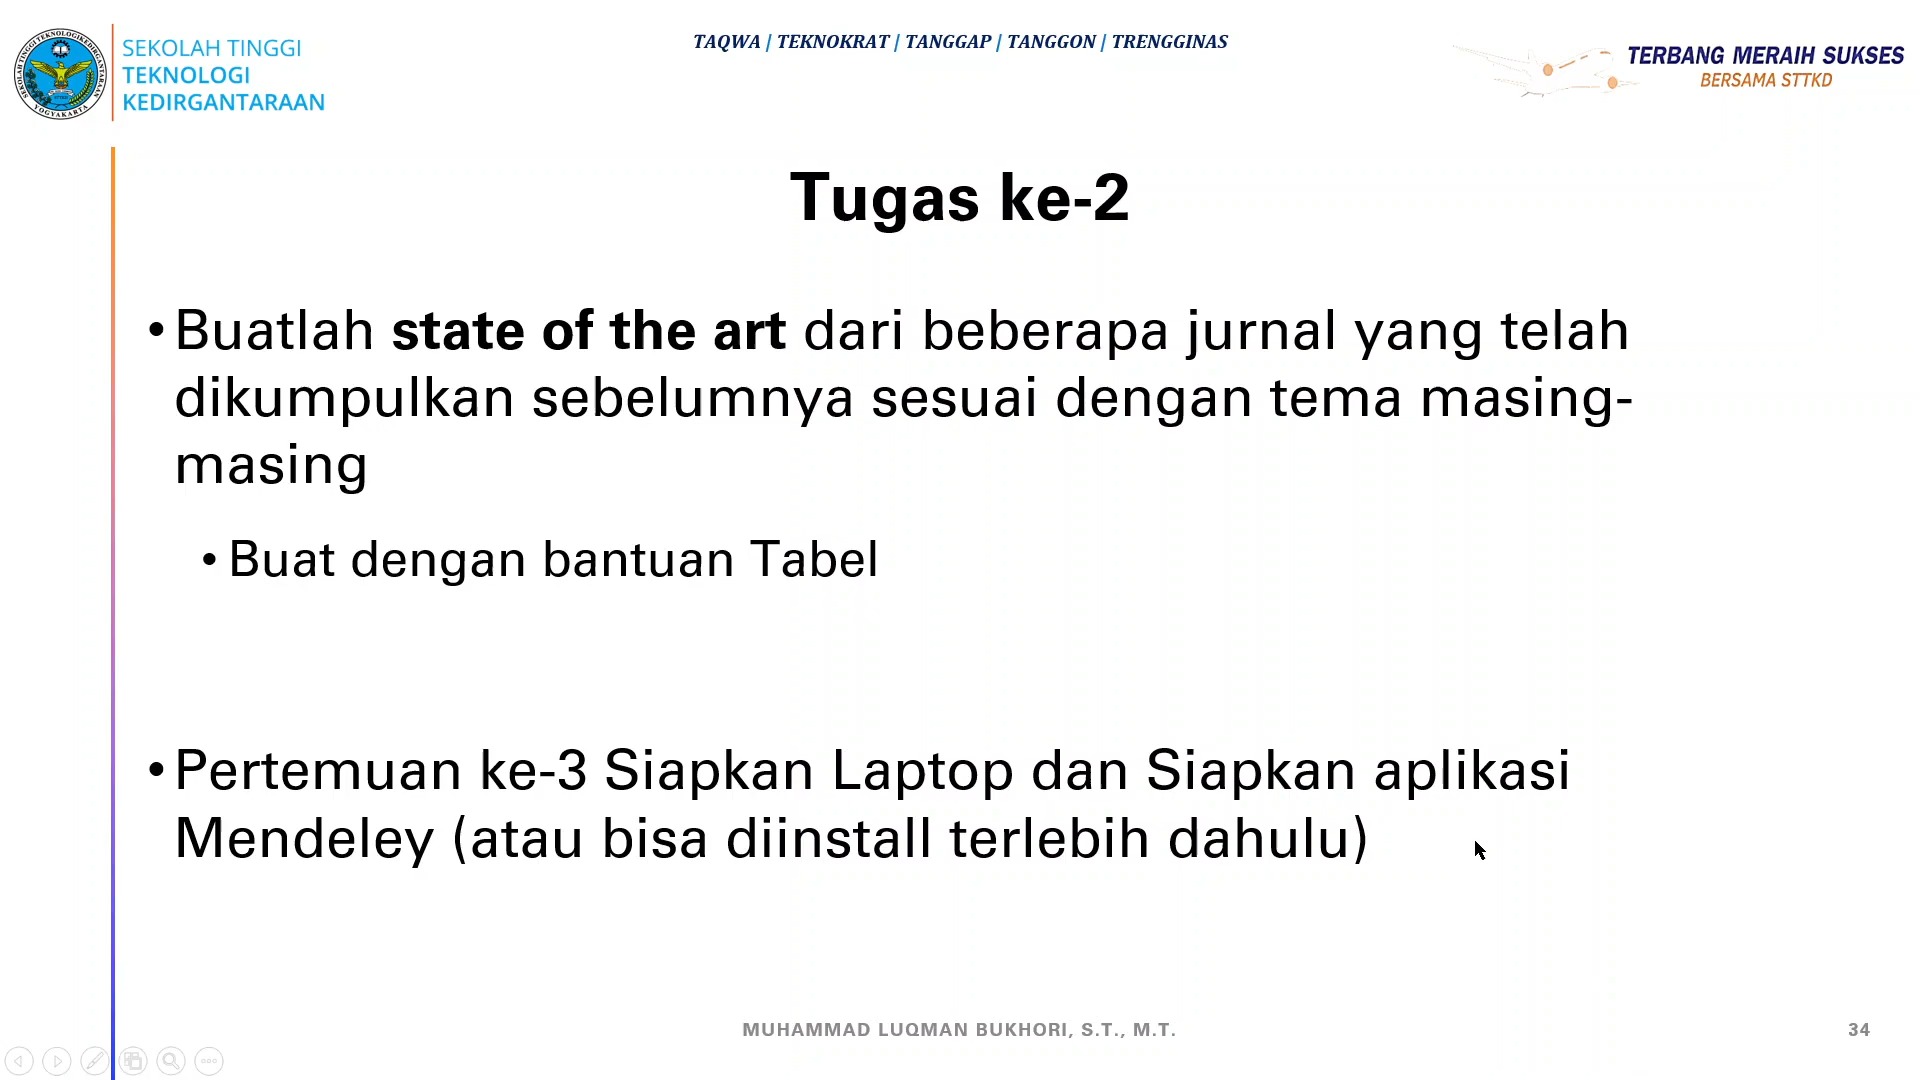 SEKOLAH TINGGI
TEKNOLOGI
KEDIRGANTARAAN
TAQWA | TEKNOKRAT | TANGGAP | TANGGON | TRENGGINAS
TERBANG MERAIH SUKSES
BERSAMA STTKD
Tugas ke-2
• Buatlah state of the art dari beberapa jurnal yang telah
dikumpulkan sebelumnya sesuai dengan tema masing-
masing
• Buat dengan bantuan Tabel
• Pertemuan ke-3 Siapkan Laptop dan Siapkan aplikasi
Mendeley (atau bisa diinstall terlebih dahulu)
MUHAMMAD LUQMAN BUKHORI, S.T., M.T.
34